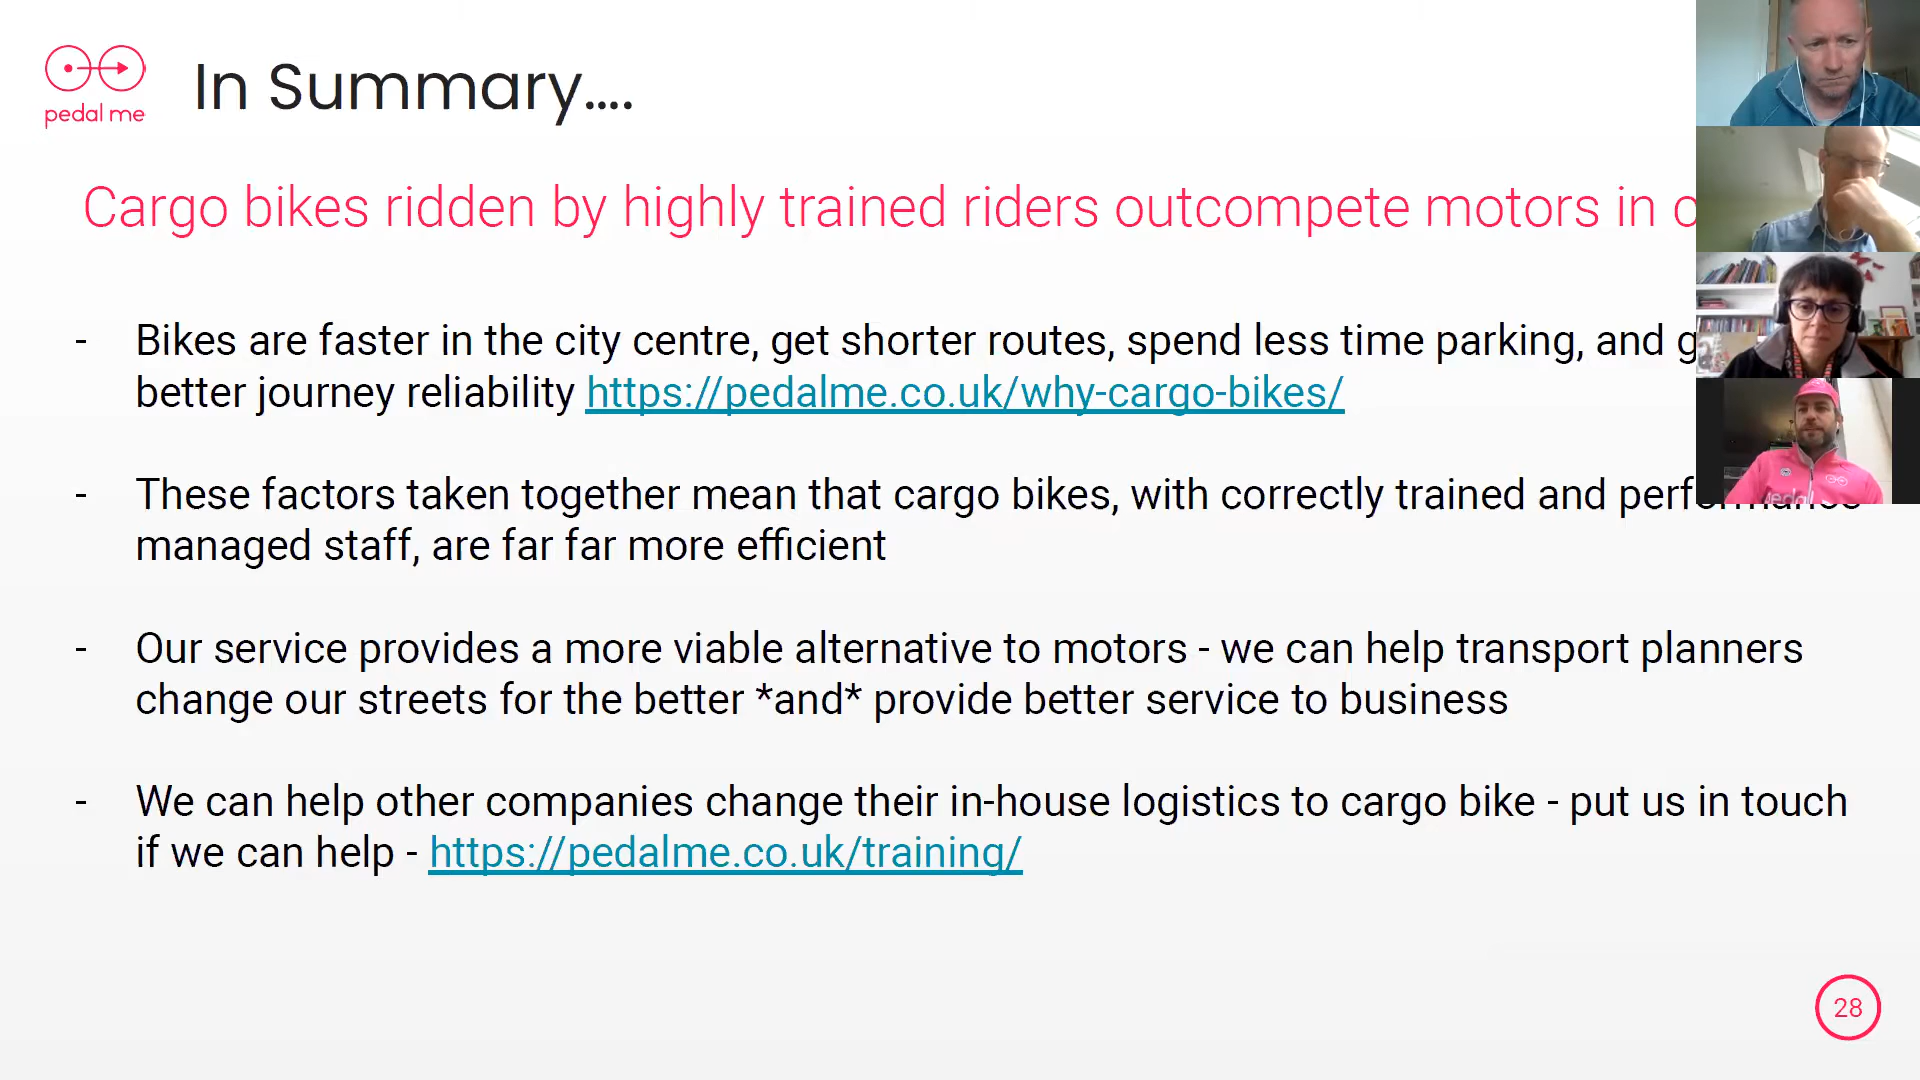 pedal me
In Summary....
Cargo bikes ridden by highly trained riders outcompete motors in
- Bikes are faster in the city centre, get shorter routes, spend less time parking, and
better journey reliability https://pedalme.co.uk/why-cargo-bikes/
- These factors taken together mean that cargo bikes, with correctly trained and performance
managed staff, are far far more efficient
- Our service provides a more viable alternative to motors - we can help transport planners
change our streets for the better *and* provide better service to business
- We can help other companies change their in-house logistics to cargo bike - put us in touch
if we can help - https://pedalme.co.uk/training/
28